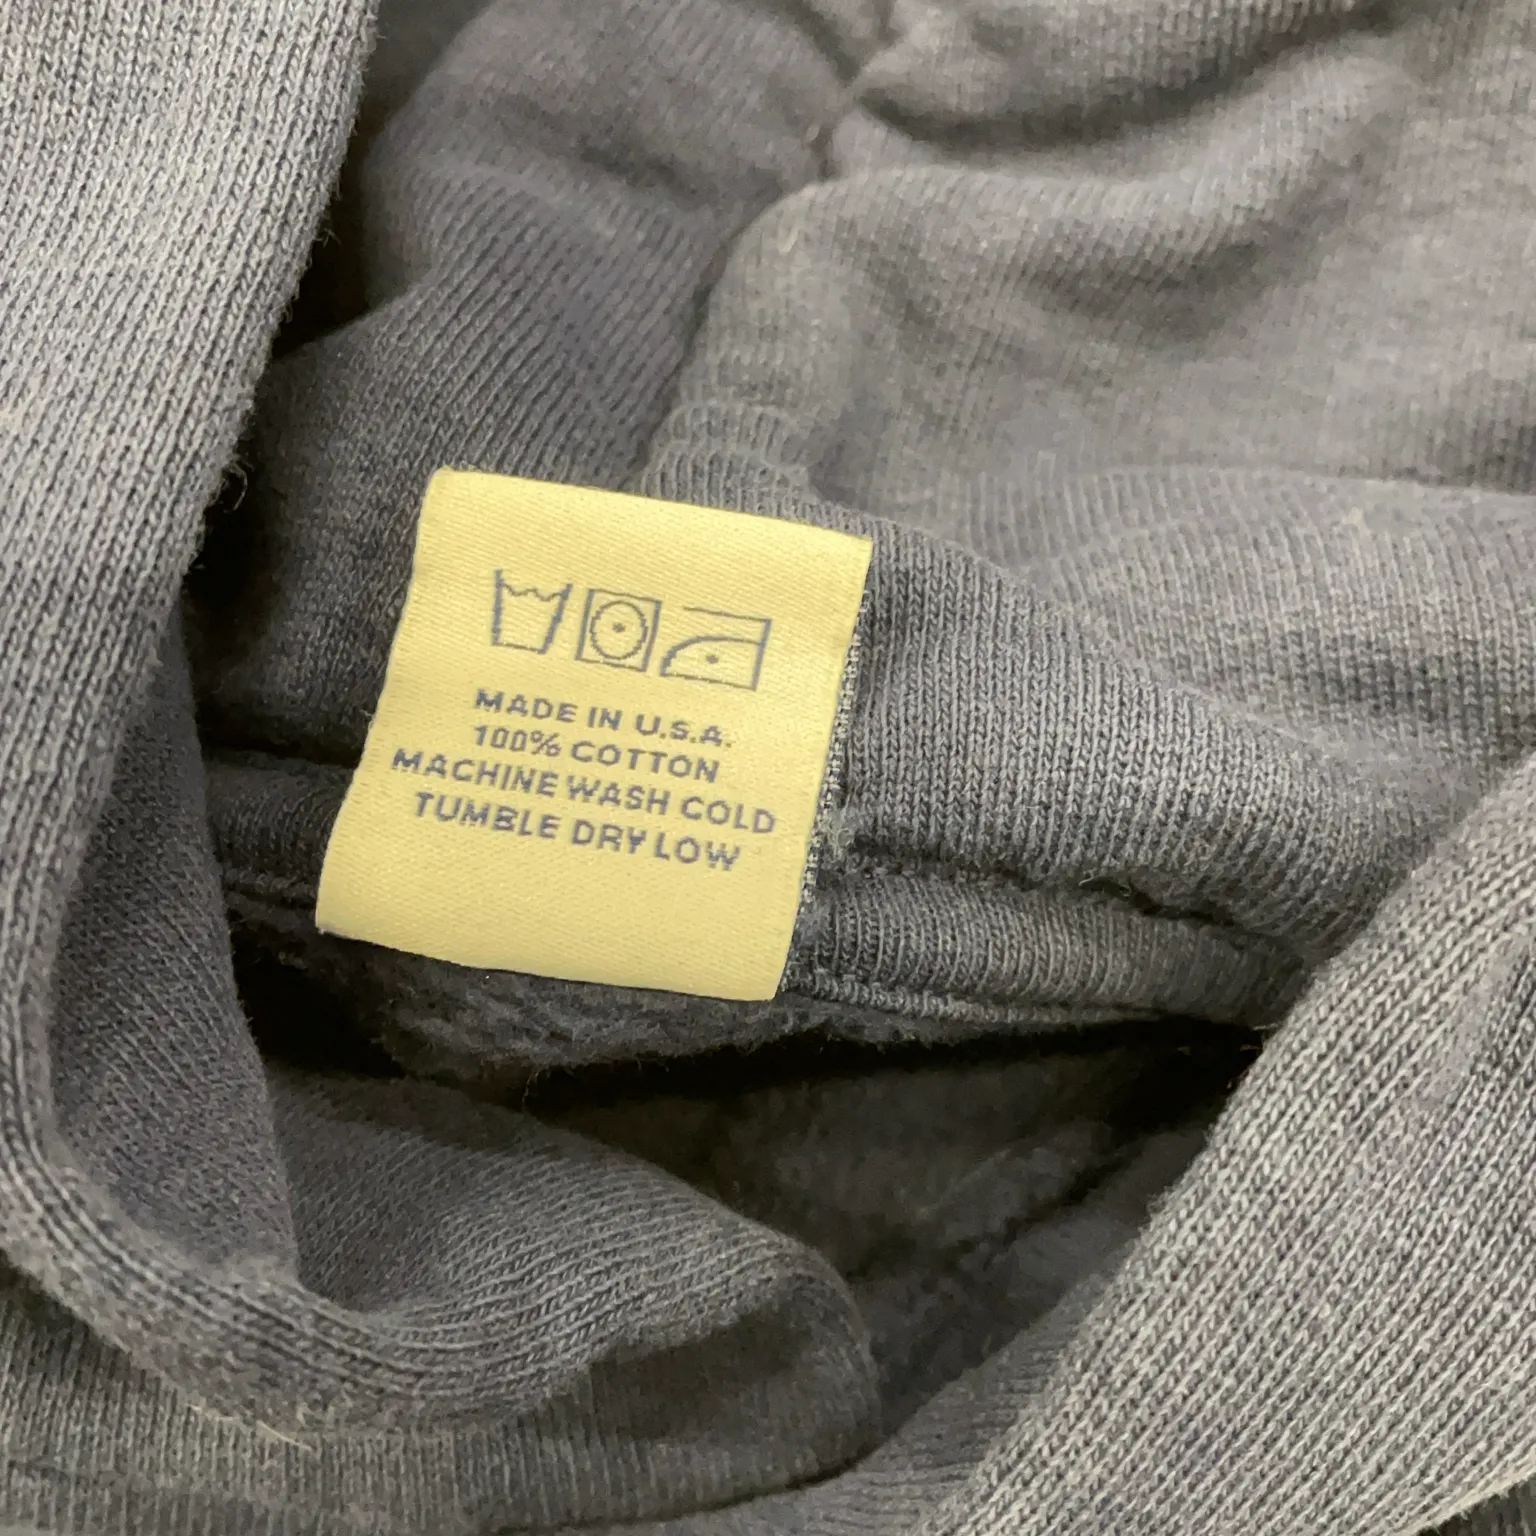 MADE IN U.S.A.
100% COTTON
MACHINE WASH COLD
TUMBLE DRY LOW